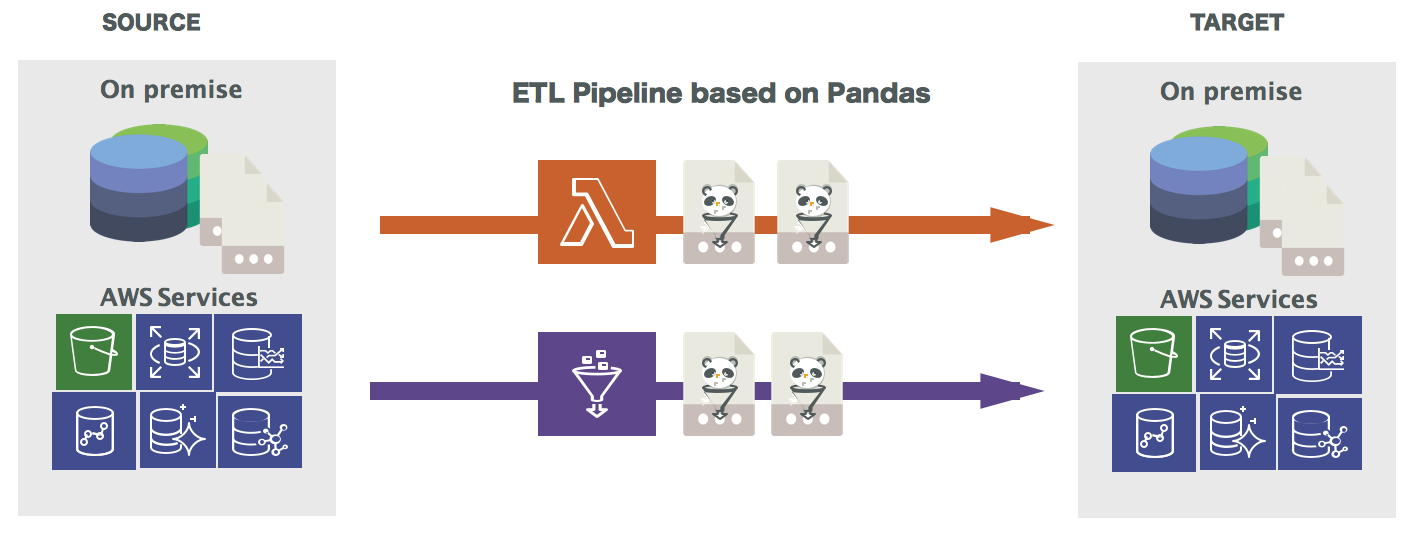 SOURCE
TARGET
On premise
ETL Pipeline based on Pandas
On premise
AWS Services
AWS Services